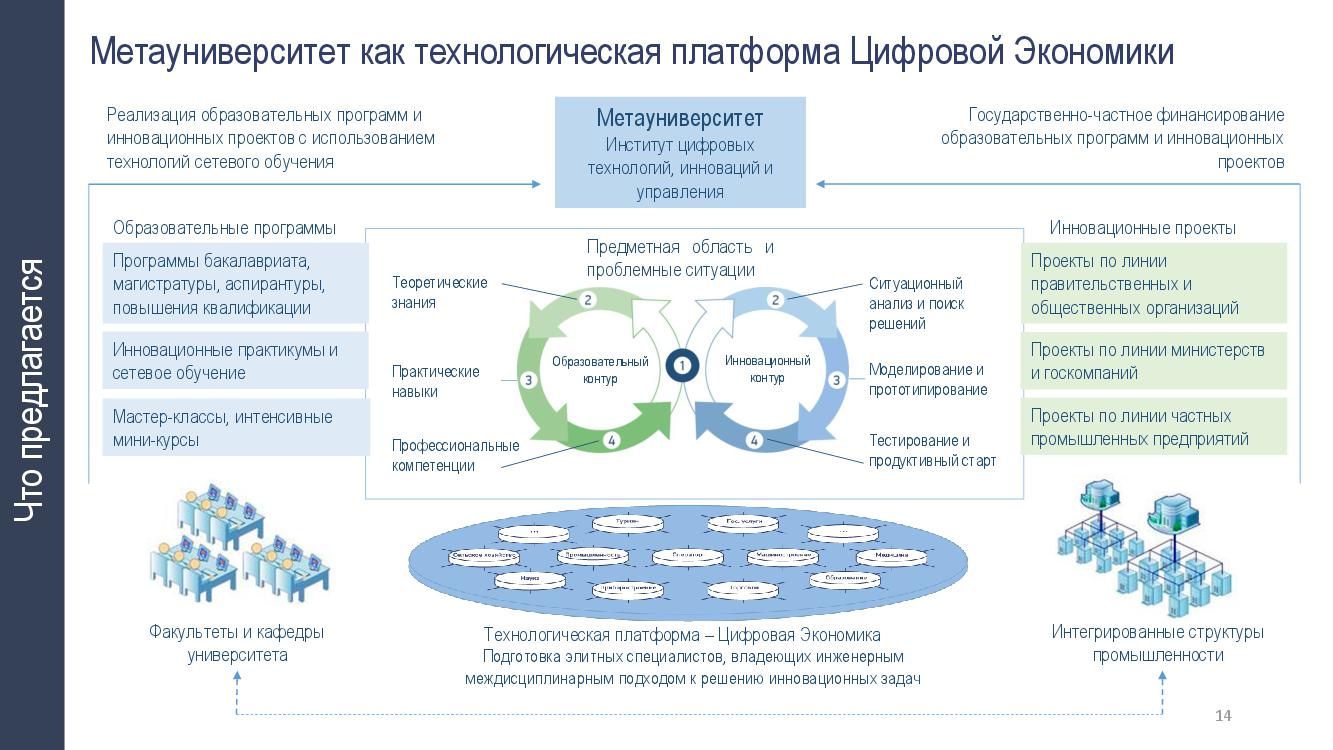 Метауниверситет как технологическая платформа Цифровой Экономики
Что предлагается
Реализация образовательных программ и
инновационных проектов с использованием
технологий сетевого обучения
Метауниверситет
Институт цифровых
технологий, инноваций и
управления
Государственно-частное финансирование
образовательных программ и инновационных
проектов
Образовательные программы
Программы бакалавриата,
магистратуры, аспирантуры,
повышения квалификации
Инновационные практикумы и
сетевое обучение
Мастер-классы, интенсивные
мини-курсы
Предметная область и
проблемные ситуации
Теоретические
знания
Практические
навыки
Профессиональные
компетенции
2
3
4
Образовательный
контур
1
Инновационный
контур
2
3
4
Ситуационный
анализ и поиск
решений
Моделирование и
прототипирование
Тестирование и
продуктивный старт
Инновационные проекты
Проекты по линии
правительственных и
общественных организаций
Проекты по линии министерств
и госкомпаний
Проекты по линии частных
промышленных предприятий
...
Туризм
Гос. услуги
...
Сельское хозяйство
Промышленность
Оператор
Машиностроение
Медицина
Наука
Приборостроение
Торговля
Образование
Факультеты и кафедры
университета
Технологическая платформа – Цифровая Экономика
Подготовка элитных специалистов, владеющих инженерным
междисциплинарным подходом к решению инновационных задач
Интегрированные структуры
промышленности
14